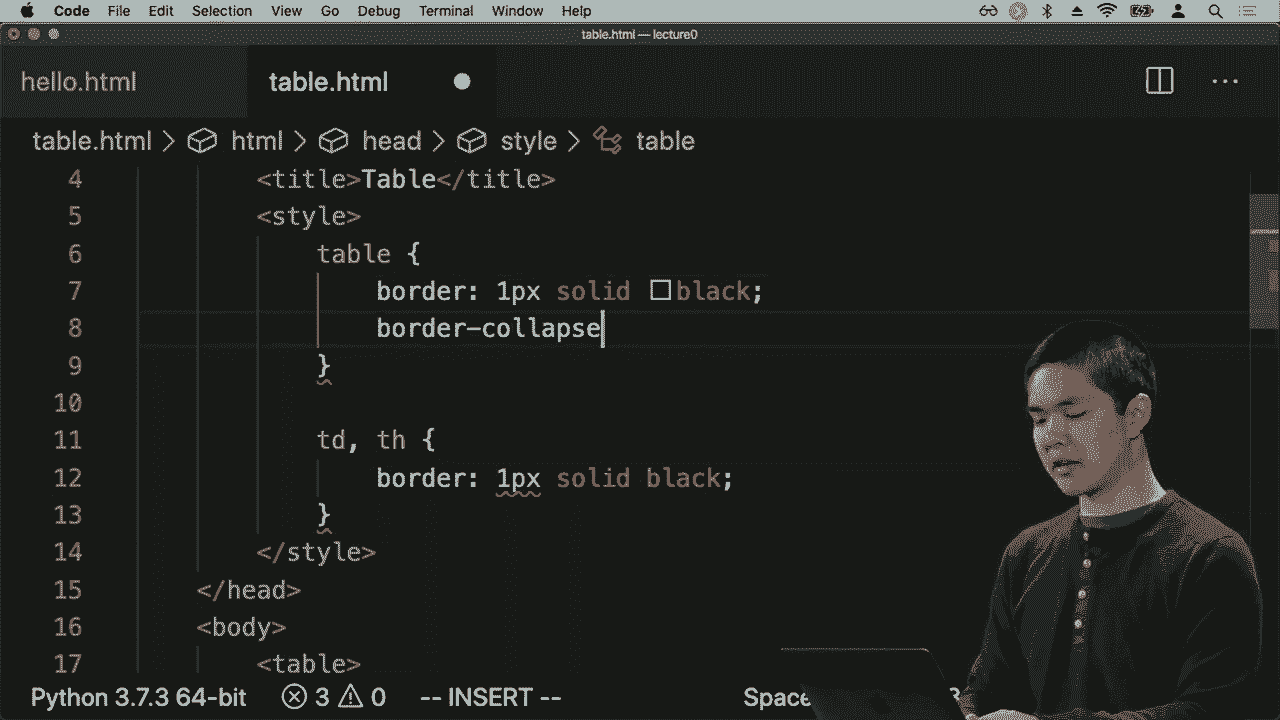 Code File Edit Selection View Go Debug Terminal Window Help
table.html — lecture0
hello.html table.html
table.html > html > head > style > table
4 <title>Table</title>
5 <style>
6 table {
7 border: 1px solid black;
8 border-collapse
9 }
10
11 td, th {
12 border: 1px solid black;
13 }
14 </style>
15 </head>
16 <body>
17 <table>
Python 3.7.3 64-bit 3 0 -- INSERT --